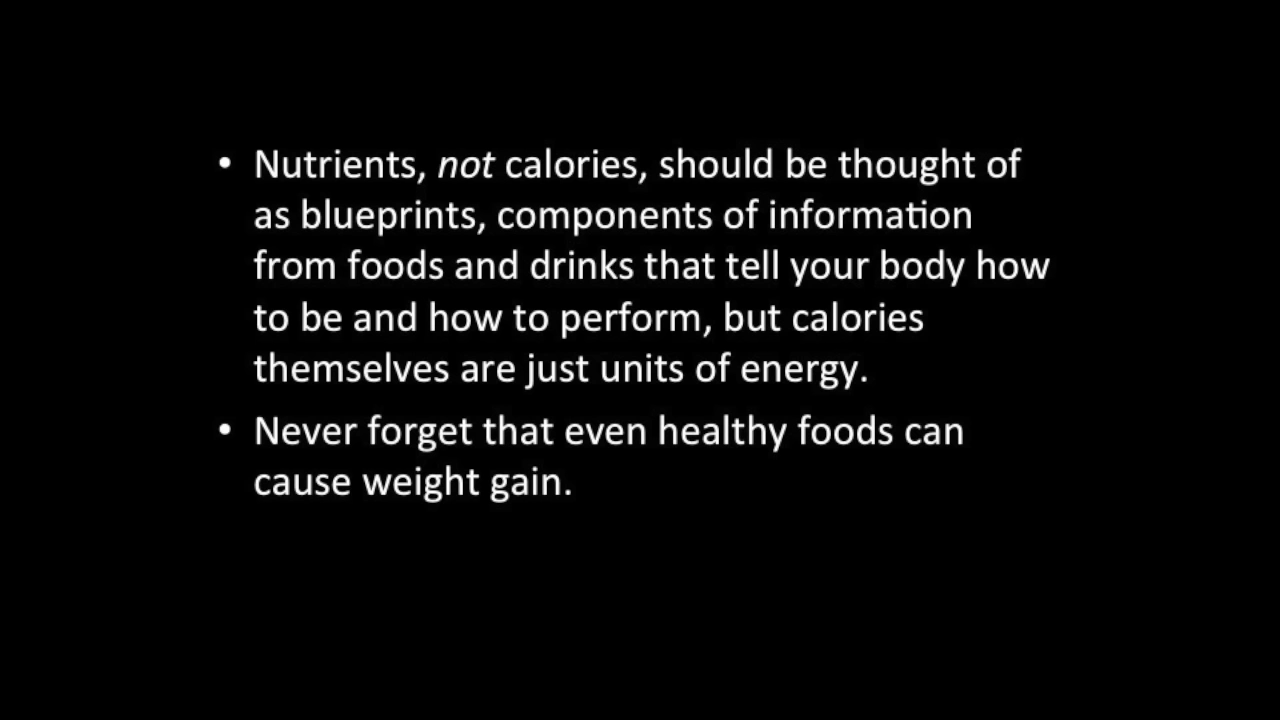 • Nutrients, not calories, should be thought of
as blueprints, components of information
from foods and drinks that tell your body how
to be and how to perform, but calories
themselves are just units of energy.
• Never forget that even healthy foods can
cause weight gain.